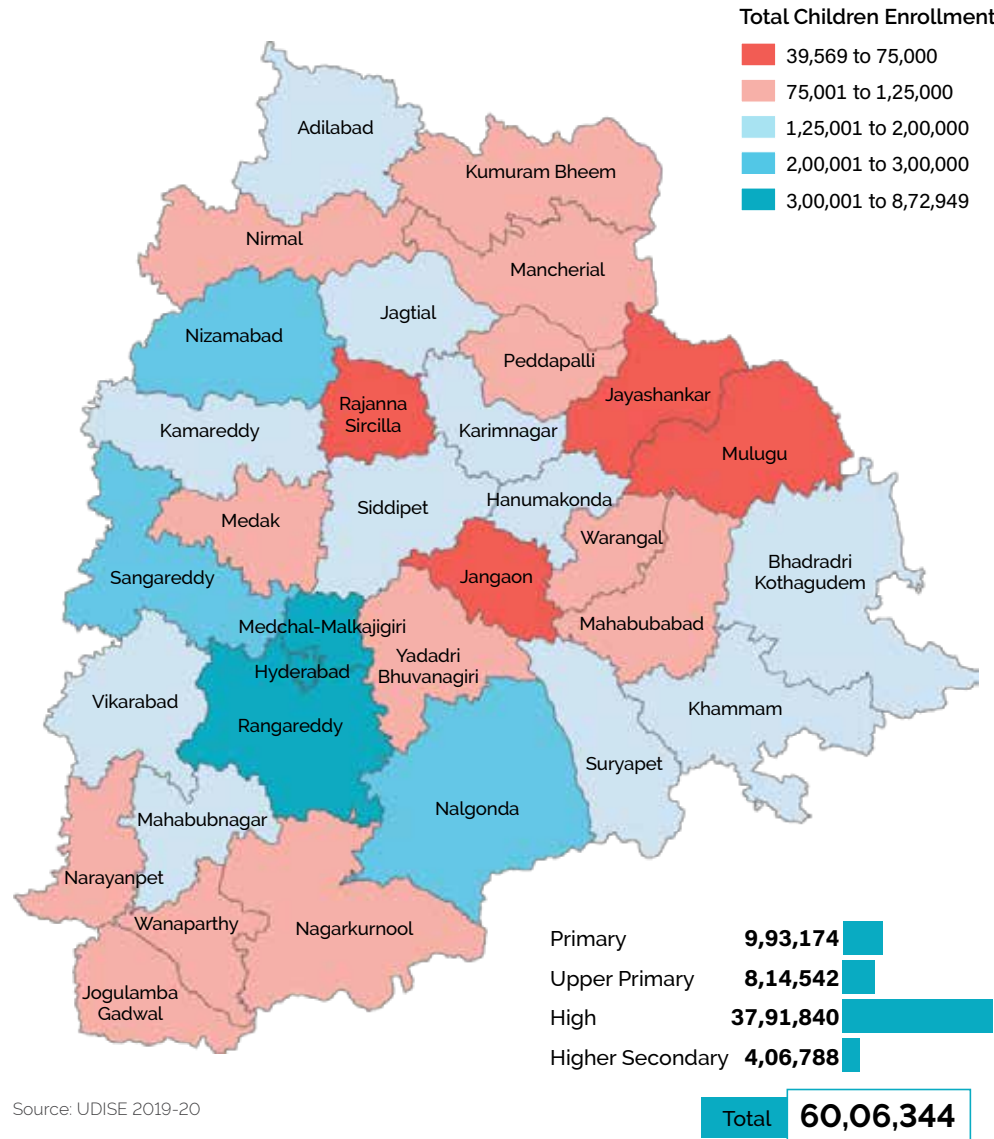 Total Children Enrollment
39,569 to 75,000
75,001 to 1,25,000
1,25,001 to 2,00,000
2,00,001 to 3,00,000
3,00,001 to 8,72,949
Adilabad
Kumuram Bheem
Nirmal
Mancherial
Jagtial
Nizamabad
Peddapalli
Jayashankar
Rajanna
Sircilla
Kamareddy
Karimnagar
Mulugu
Siddipet
Hanumakonda
Medak
Warangal
Bhadradri
Kothagudem
Sangareddy
Jangaon
Mahabubabad
Medchal-Malkajigiri
Yadadri
Bhuvanagiri
Hyderabad
Vikarabad
Khammam
Rangareddy
Suryapet
Nalgonda
Mahabubnagar
Narayanpet
Wanaparthy
Nagarkurnool
Jogulamba
Gadwal
Primary 9,93,174
Upper Primary 8,14,542
High 37,91,840
Higher Secondary 4,06,788
Total 60,06,344
Source: UDISE 2019-20